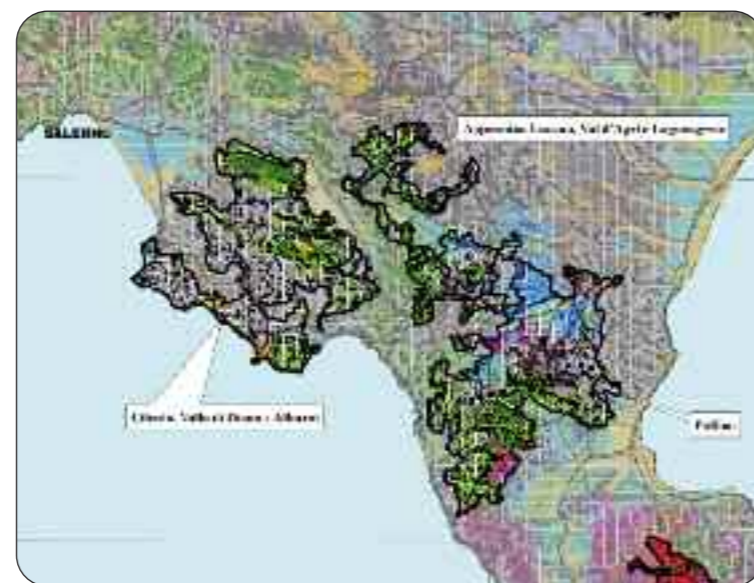 SALERNO
Appennino Lucano, Val d'Agri e Lagonegrese
Cilento, Vallo di Diano e Alburni
Pollino